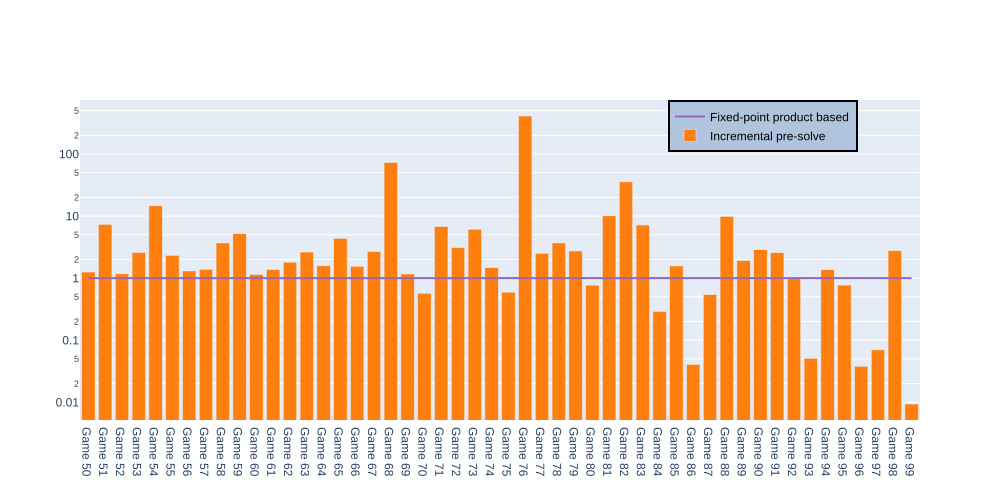 Fixed-point product based
Incremental pre-solve
5
2
100
5
2
10
5
2
1
5
2
0.1
5
2
0.01
Game 50
Game 51
Game 52
Game 53
Game 54
Game 55
Game 56
Game 57
Game 58
Game 59
Game 60
Game 61
Game 62
Game 63
Game 64
Game 65
Game 66
Game 67
Game 68
Game 69
Game 70
Game 71
Game 72
Game 73
Game 74
Game 75
Game 76
Game 77
Game 78
Game 79
Game 80
Game 81
Game 82
Game 83
Game 84
Game 85
Game 86
Game 87
Game 88
Game 89
Game 90
Game 91
Game 92
Game 93
Game 94
Game 95
Game 96
Game 97
Game 98
Game 99